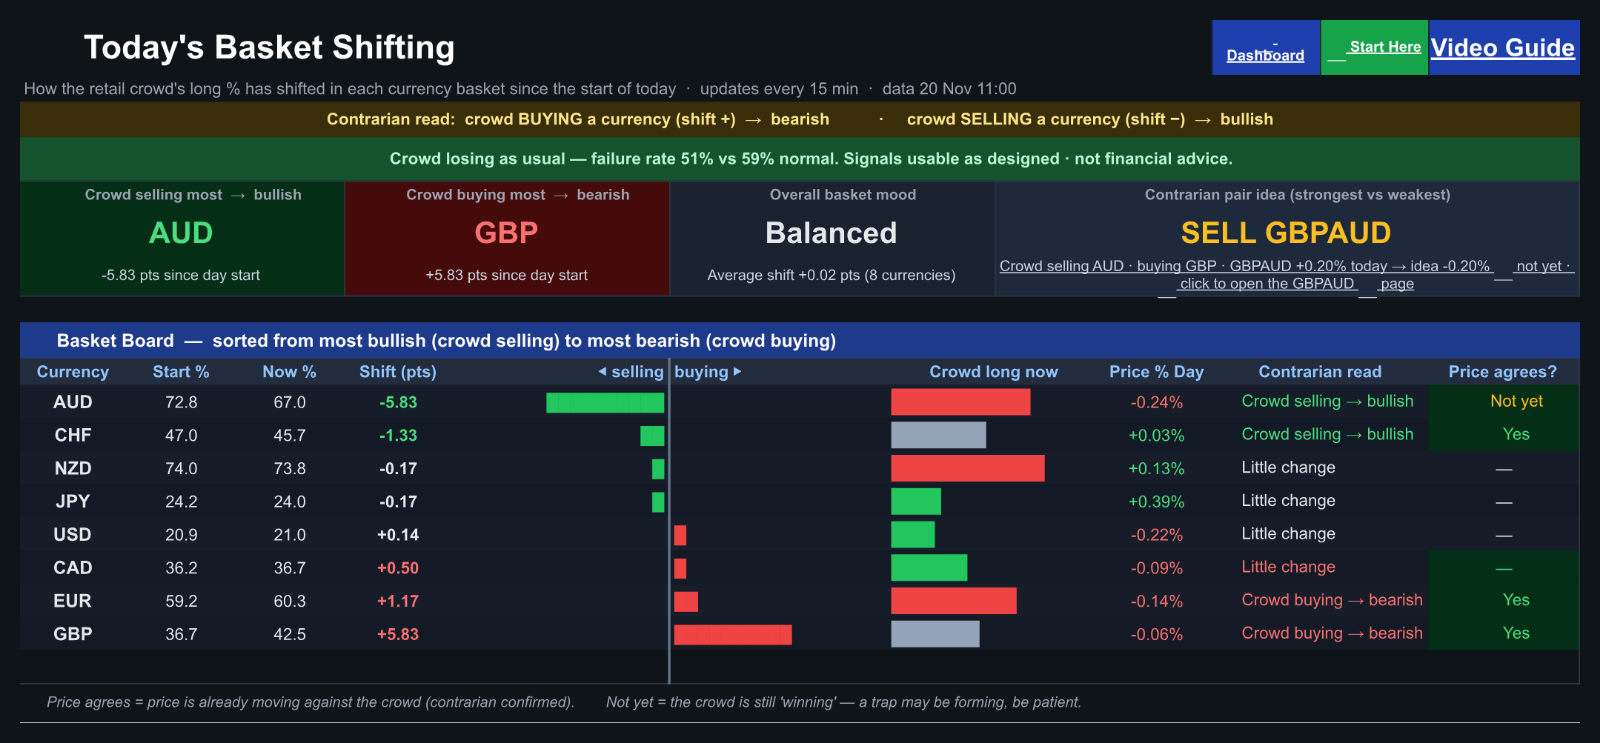 Today's Basket Shifting
Dashboard
Start Here
Video Guide
How the retail crowd's long % has shifted in each currency basket since the start of today · updates every 15 min · data 20 Nov 11:00
Contrarian read: crowd BUYING a currency (shift +) → bearish · crowd SELLING a currency (shift −) → bullish
Crowd losing as usual — failure rate 51% vs 59% normal. Signals usable as designed · not financial advice.
Crowd selling most → bullish
AUD
-5.83 pts since day start
Crowd buying most → bearish
GBP
+5.83 pts since day start
Overall basket mood
Balanced
Average shift +0.02 pts (8 currencies)
Contrarian pair idea (strongest vs weakest)
SELL GBPAUD
Crowd selling AUD · buying GBP · GBPAUD +0.20% today → idea -0.20% not yet ·
click to open the GBPAUD page
Basket Board — sorted from most bullish (crowd selling) to most bearish (crowd buying)
Currency Start % Now % Shift (pts) ◄ selling buying ► Crowd long now Price % Day Contrarian read Price agrees?
AUD 72.8 67.0 -5.83 -0.24% Crowd selling → bullish Not yet
CHF 47.0 45.7 -1.33 +0.03% Crowd selling → bullish Yes
NZD 74.0 73.8 -0.17 +0.13% Little change —
JPY 24.2 24.0 -0.17 +0.39% Little change —
USD 20.9 21.0 +0.14 -0.22% Little change —
CAD 36.2 36.7 +0.50 -0.09% Little change —
EUR 59.2 60.3 +1.17 -0.14% Crowd buying → bearish Yes
GBP 36.7 42.5 +5.83 -0.06% Crowd buying → bearish Yes
Price agrees = price is already moving against the crowd (contrarian confirmed). Not yet = the crowd is still 'winning' — a trap may be forming, be patient.